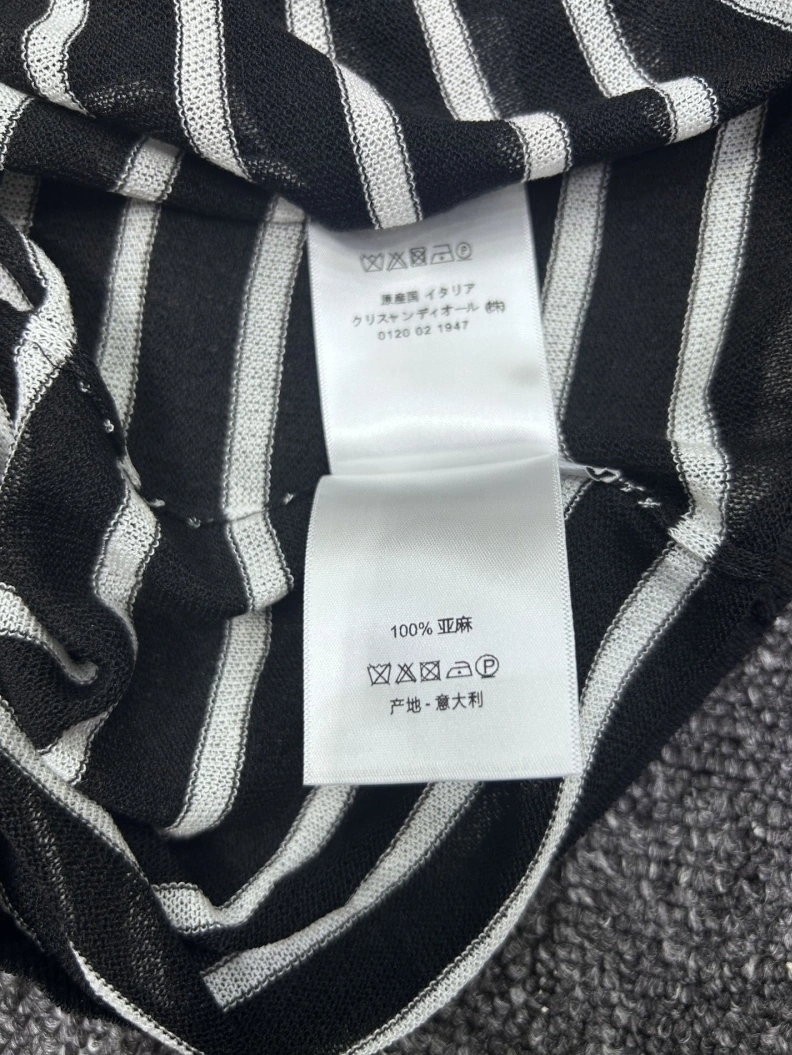 原産国 イタリア
クリスチャンディオール ㈱
0120 02 1947
100% 亚麻
P
产地 - 意大利